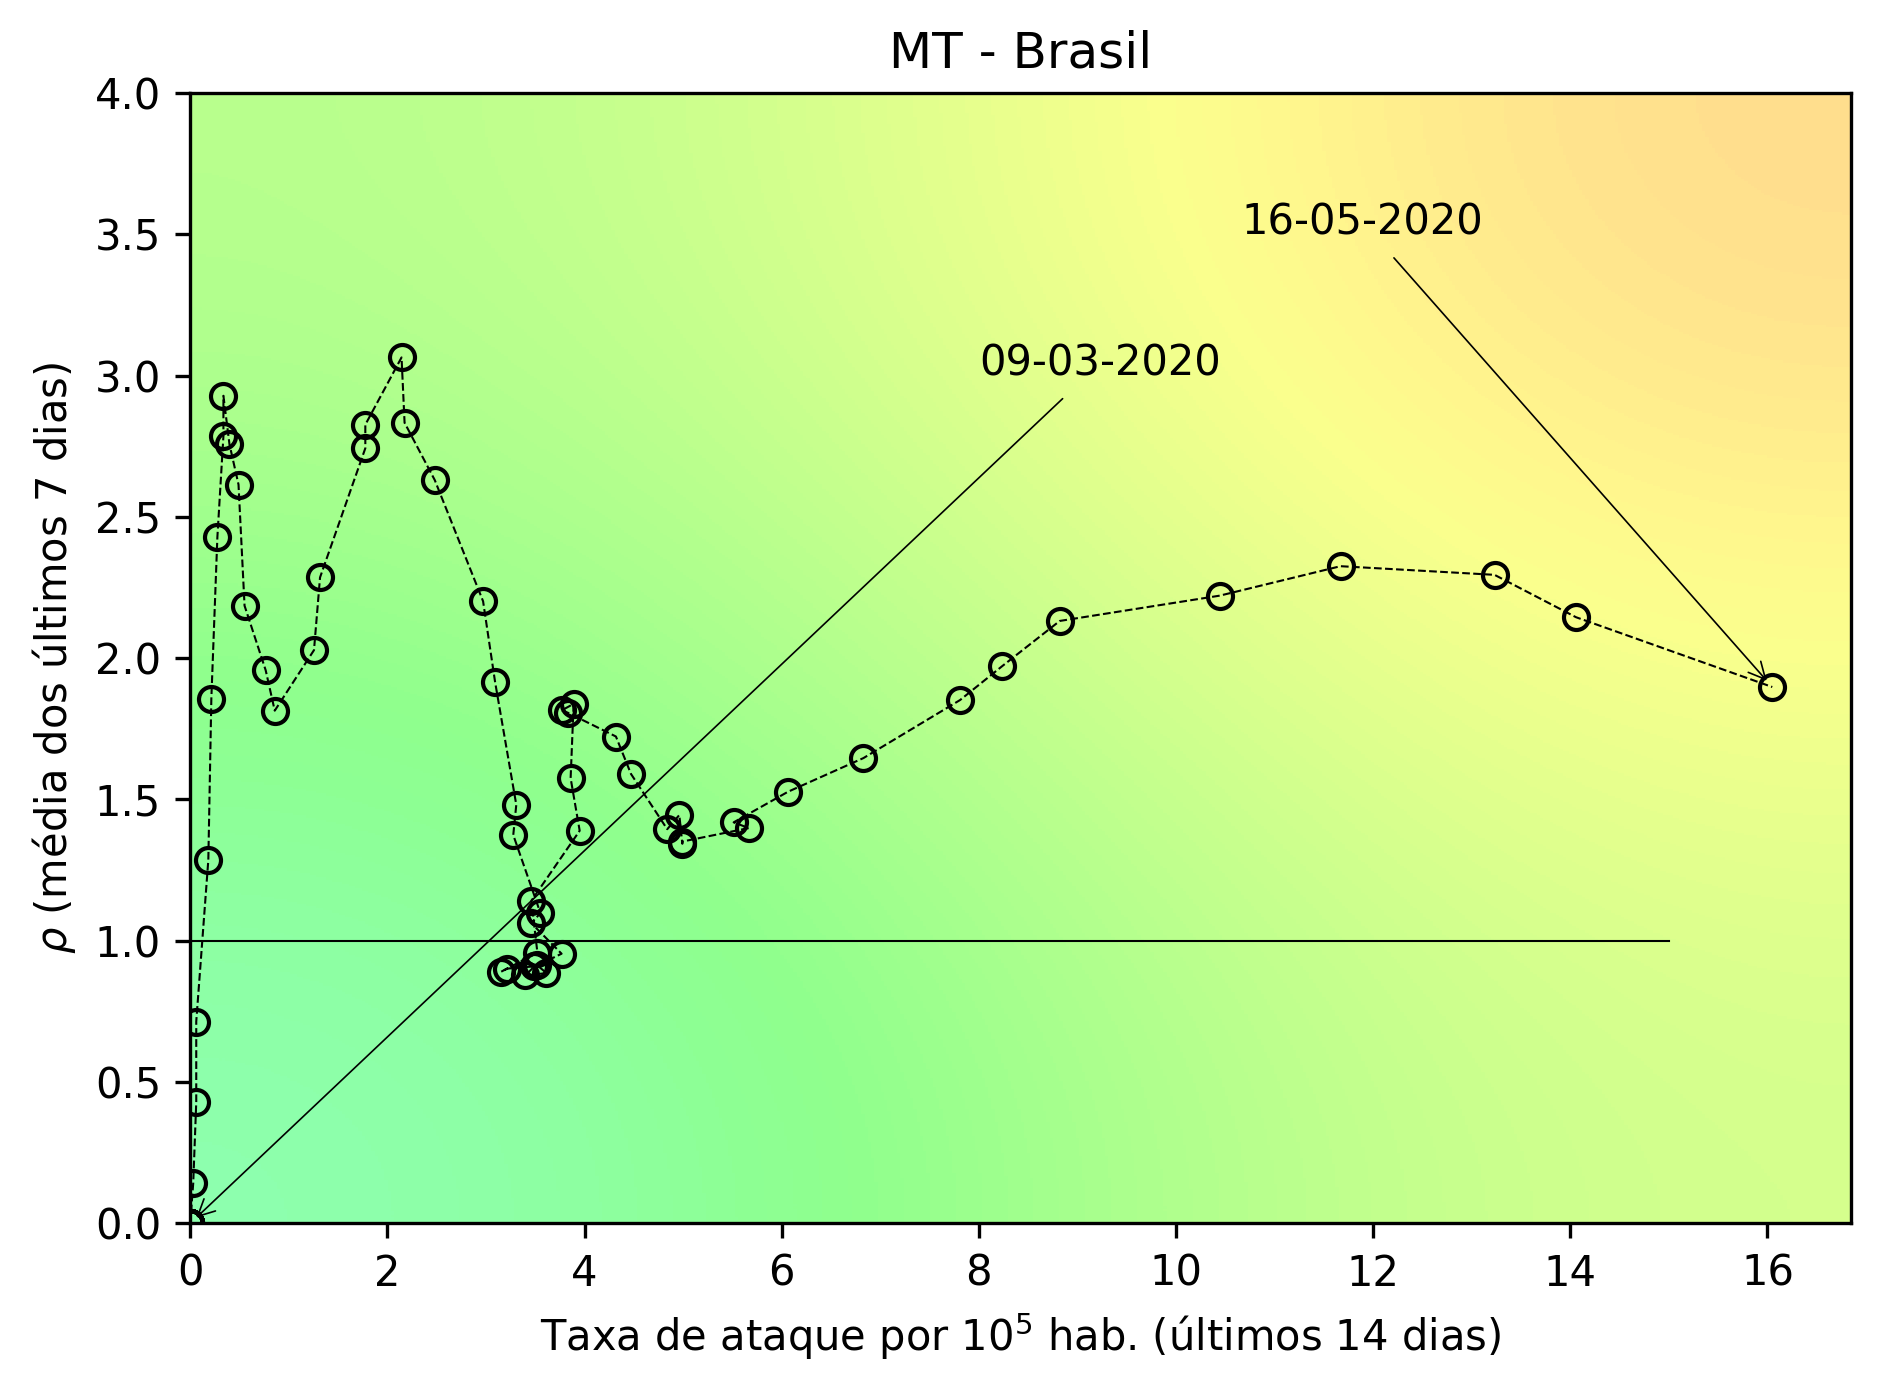 MT - Brasil
4.0
3.5
3.0
2.5
2.0
1.5
1.0
0.5
0.0
ρ (média dos últimos 7 dias)
16-05-2020
09-03-2020
0 2 4 6 8 10 12 14 16
Taxa de ataque por 10⁵ hab. (últimos 14 dias)